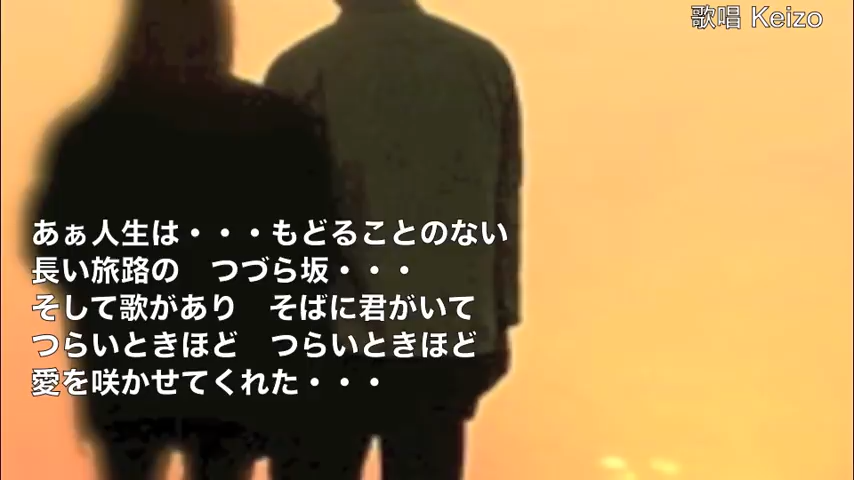 歌唱 Keizo
あぁ人生は・・・もどることのない
長い旅路の　つづら坂・・・
そして歌があり　そばに君がいて
つらいときほど　つらいときほど
愛を咲かせてくれた・・・